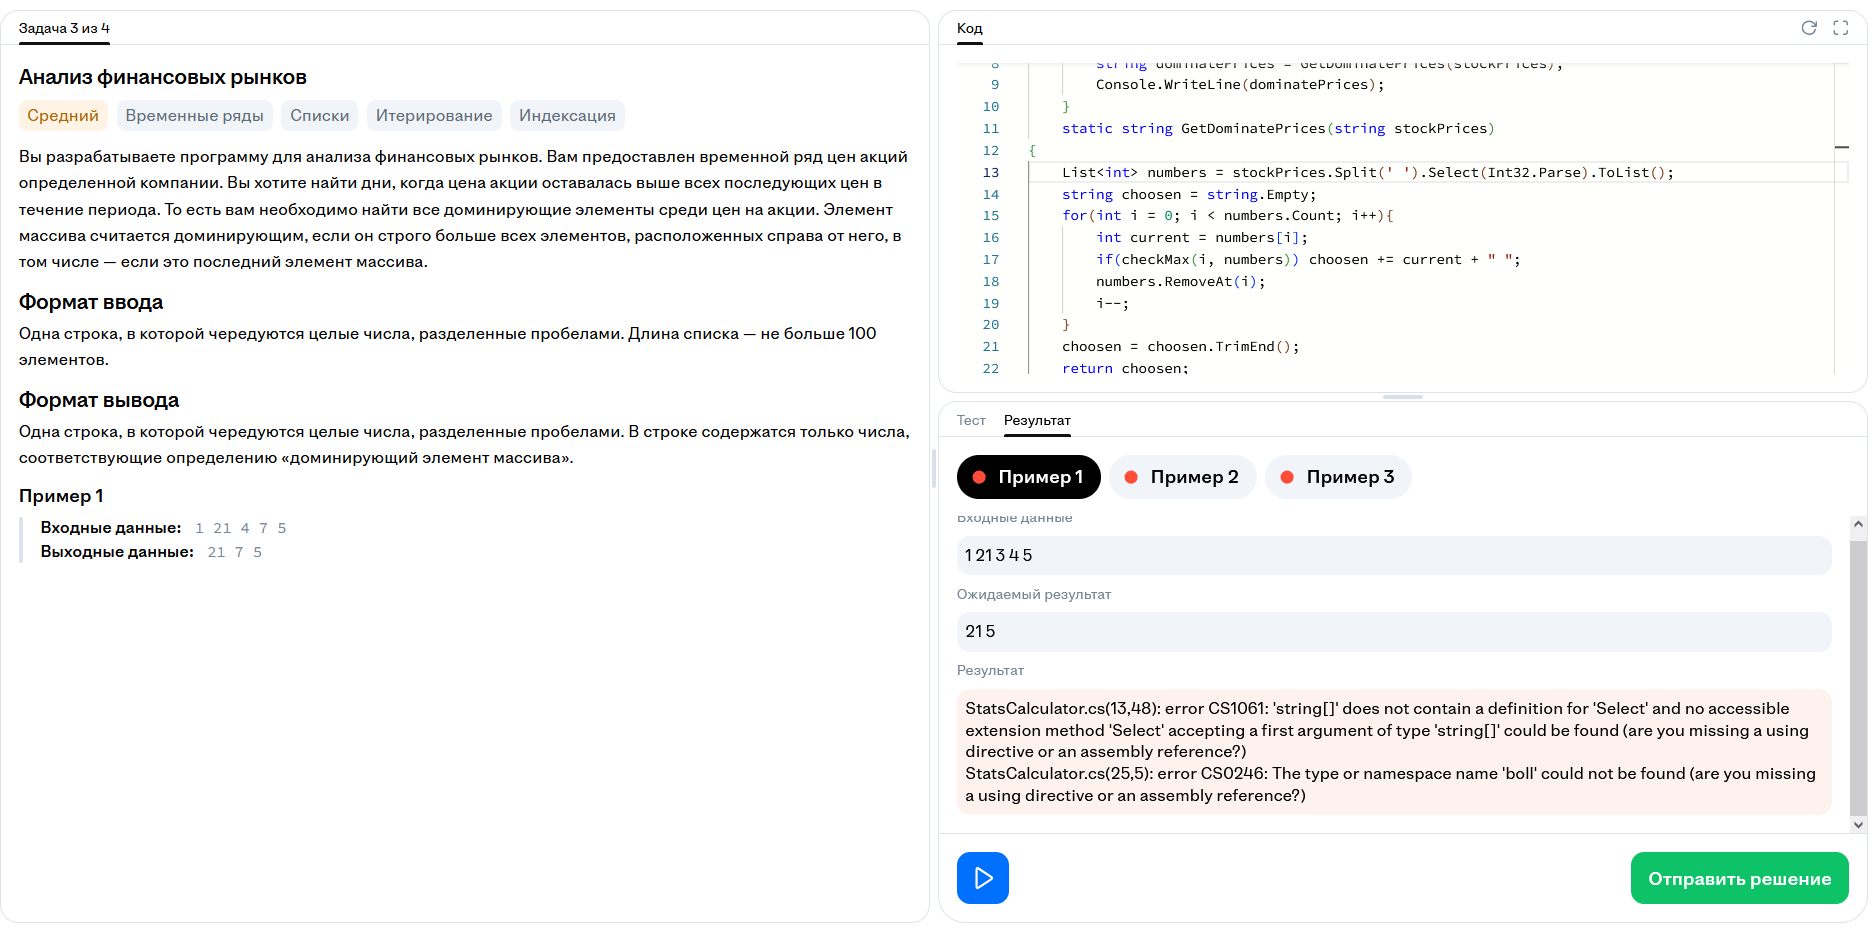 Задача 3 из 4
Анализ финансовых рынков
Средний
Временные ряды
Списки
Итерирование
Индексация
Вы разрабатываете программу для анализа финансовых рынков. Вам предоставлен временной ряд цен акций
определенной компании. Вы хотите найти дни, когда цена акции оставалась выше всех последующих цен в
течение периода. То есть вам необходимо найти все доминирующие элементы среди цен на акции. Элемент
массива считается доминирующим, если он строго больше всех элементов, расположенных справа от него, в
том числе — если это последний элемент массива.
Формат ввода
Одна строка, в которой чередуются целые числа, разделенные пробелами. Длина списка — не больше 100
элементов.
Формат вывода
Одна строка, в которой чередуются целые числа, разделенные пробелами. В строке содержатся только числа,
соответствующие определению «доминирующий элемент массива».
Пример 1
Входные данные: 1 21 4 7 5
Выходные данные: 21 7 5
Код
8 string dominatePrices = GetDominatePrices(stockPrices);
9 Console.WriteLine(dominatePrices);
10 }
11 static string GetDominatePrices(string stockPrices)
12 {
13 List<int> numbers = stockPrices.Split(' ').Select(Int32.Parse).ToList();
14 string choosen = string.Empty;
15 for(int i = 0; i < numbers.Count; i++){
16 int current = numbers[i];
17 if(checkMax(i, numbers)) choosen += current + " ";
18 numbers.RemoveAt(i);
19 i--;
20 }
21 choosen = choosen.TrimEnd();
22 return choosen;
Тест
Результат
Пример 1
Пример 2
Пример 3
Входные данные
1 21 3 4 5
Ожидаемый результат
21 5
Результат
StatsCalculator.cs(13,48): error CS1061: 'string[]' does not contain a definition for 'Select' and no accessible
extension method 'Select' accepting a first argument of type 'string[]' could be found (are you missing a using
directive or an assembly reference?)
StatsCalculator.cs(25,5): error CS0246: The type or namespace name 'boll' could not be found (are you missing
a using directive or an assembly reference?)
Отправить решение